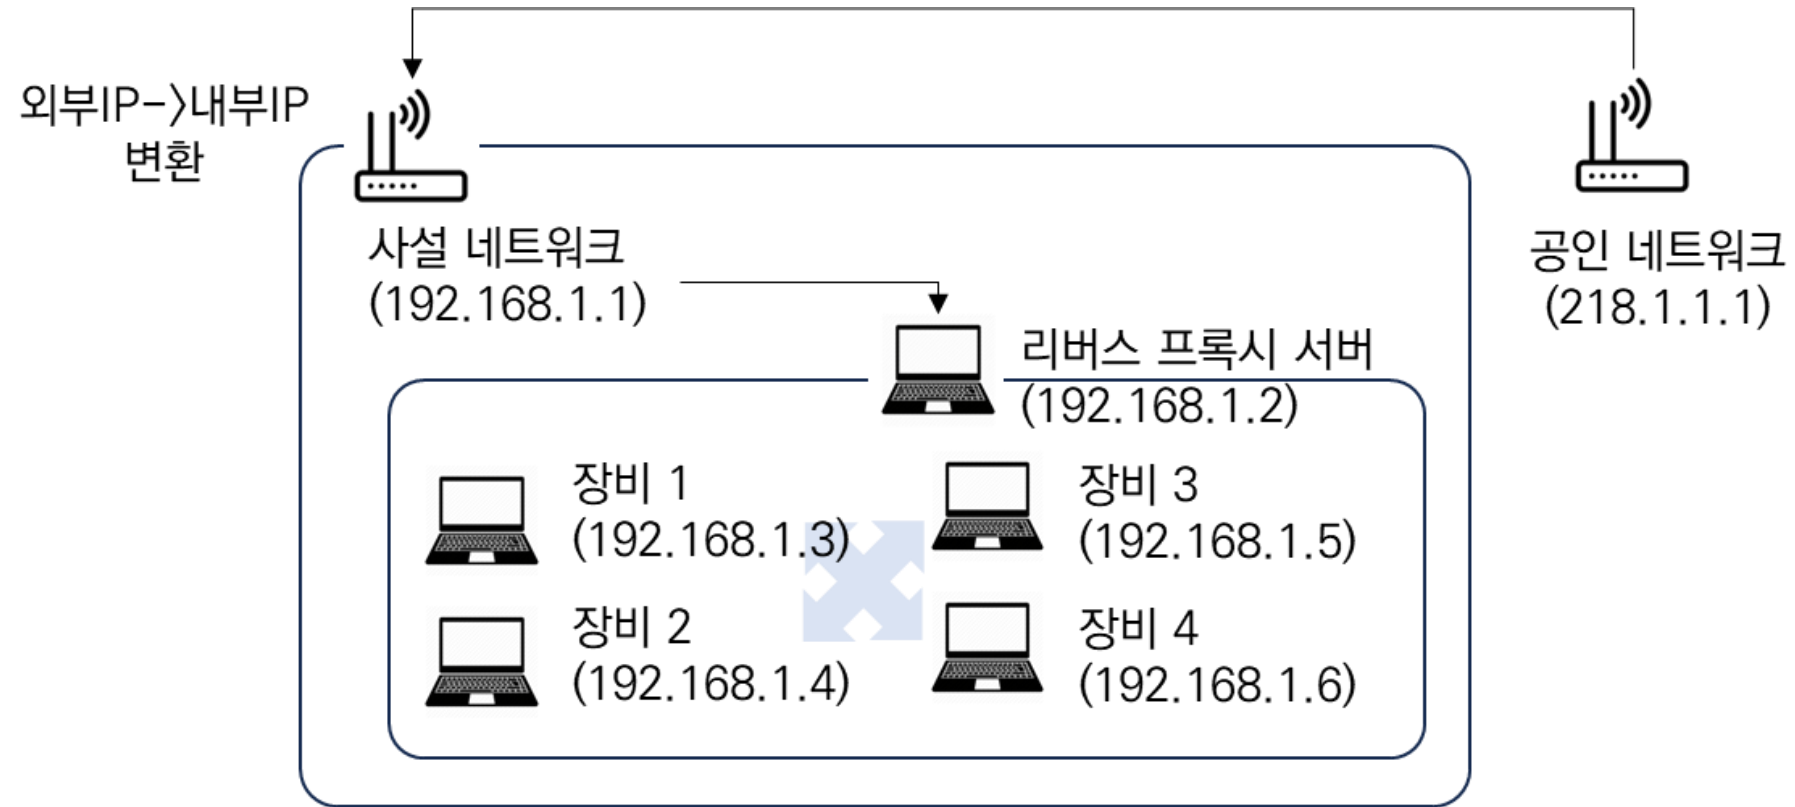 외부IP->내부IP
변환
사설 네트워크
(192.168.1.1)
공인 네트워크
(218.1.1.1)
리버스 프록시 서버
(192.168.1.2)
장비 1
(192.168.1.3)
장비 3
(192.168.1.5)
장비 2
(192.168.1.4)
장비 4
(192.168.1.6)